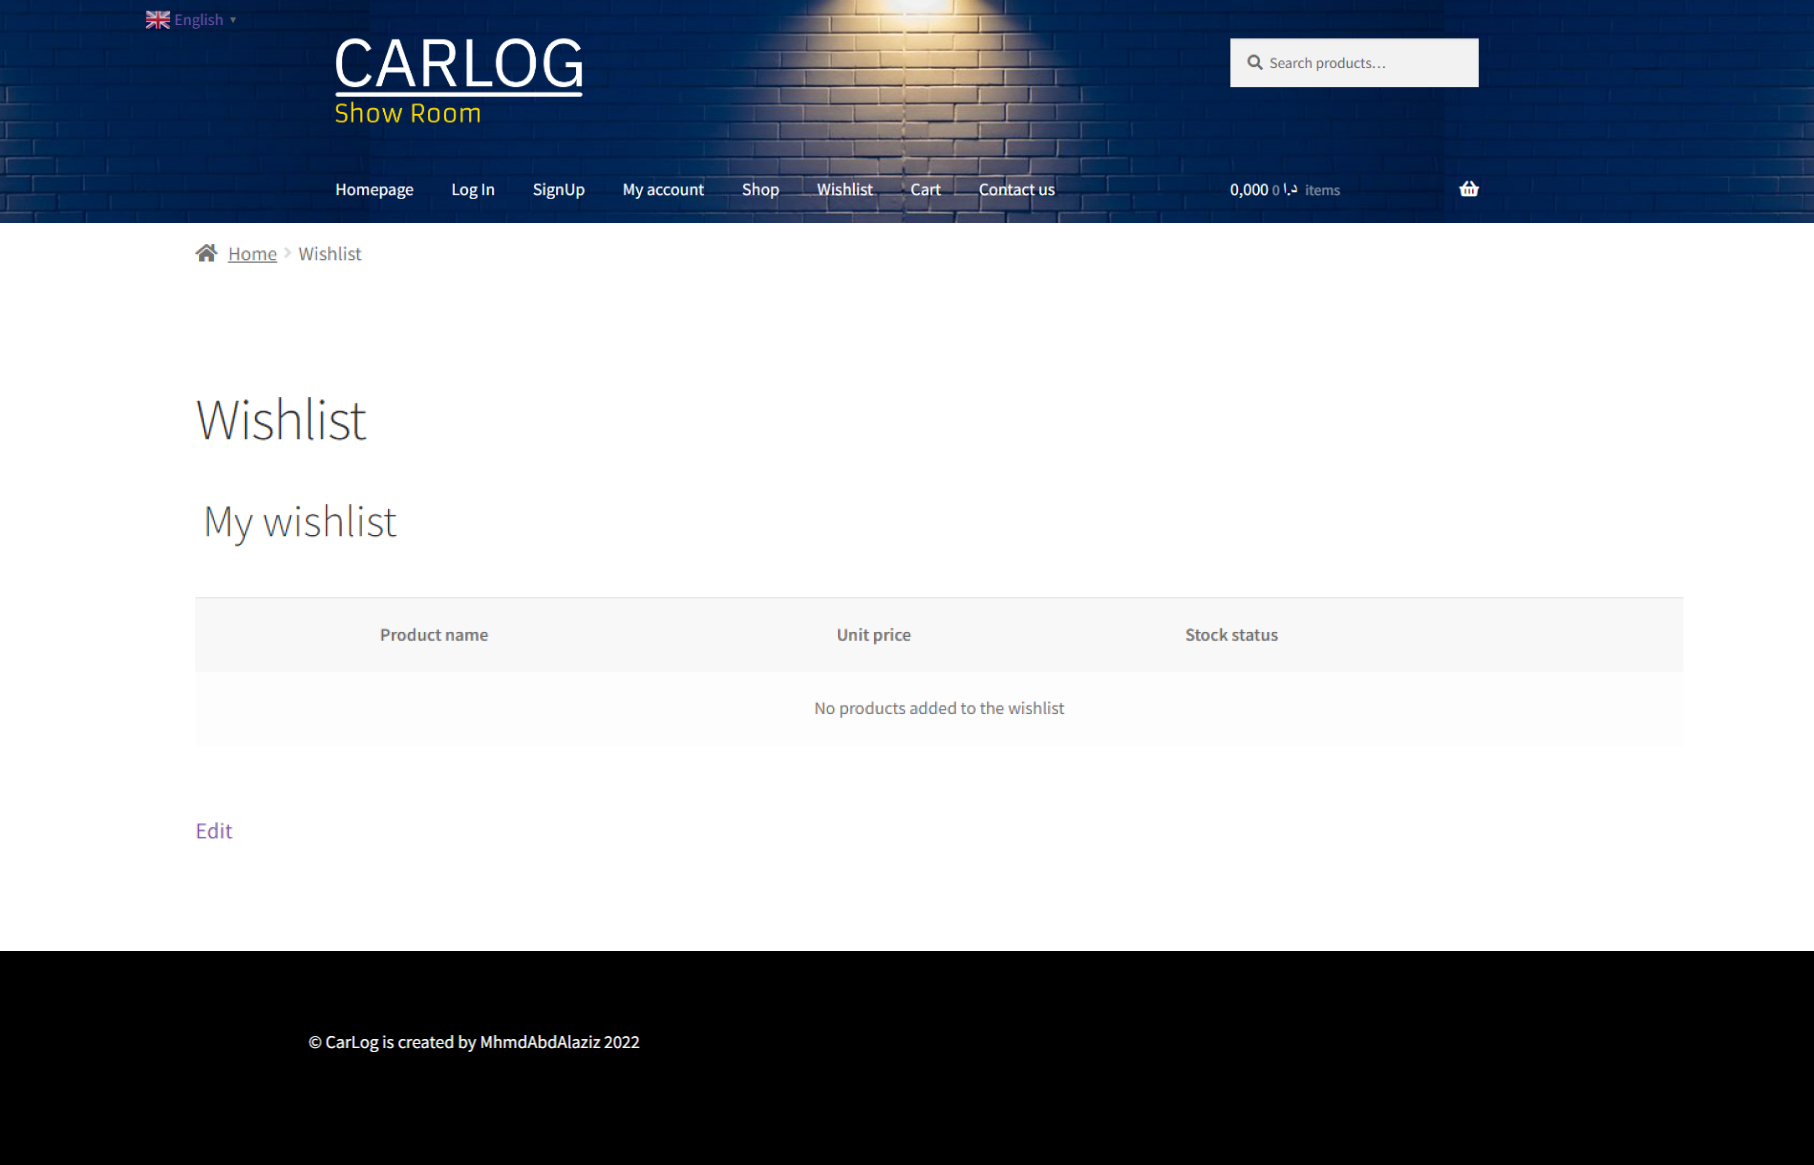 English ▼
CARLOG
Show Room
Search products…
Homepage Log In SignUp My account Shop Wishlist Cart Contact us 0,000 د.ا 0 items
Home > Wishlist
Wishlist
My wishlist
Product name Unit price Stock status
No products added to the wishlist
Edit
© CarLog is created by MhmdAbdAlaziz 2022